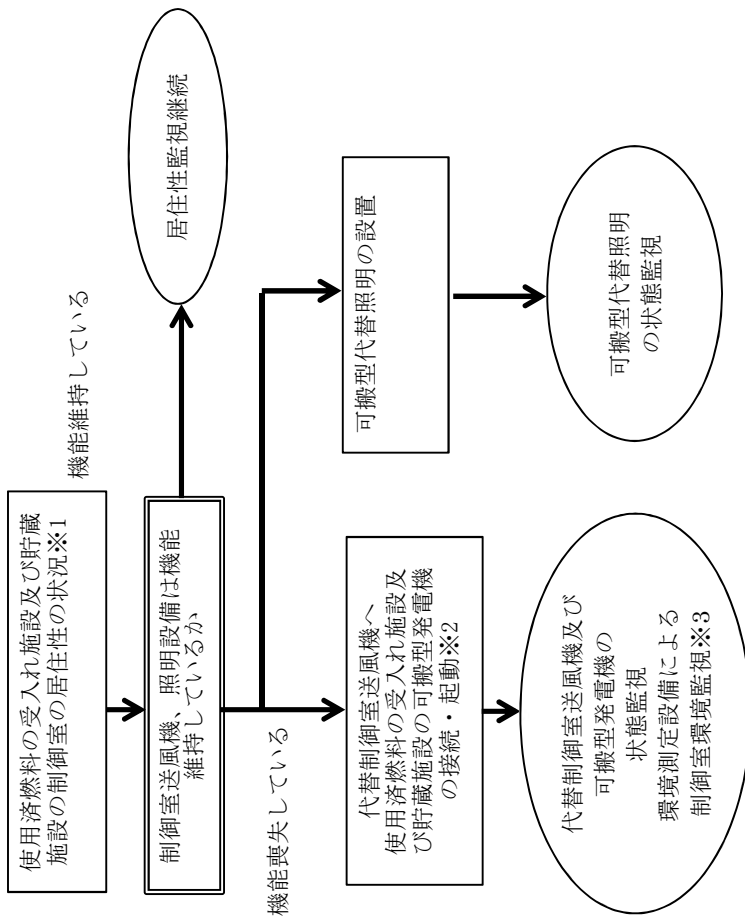 使用済燃料の受入れ施設及び貯蔵
施設の制御室の居住性の状況※1
制御室送風機、照明設備は機能
維持しているか
機能維持している
居住性監視継続
機能喪失している
代替制御室送風機へ
使用済燃料の受入れ施設及
び貯蔵施設の可搬型発電機
の接続・起動※2
可搬型代替照明の設置
代替制御室送風機及び
可搬型発電機の
状態監視
環境測定設備による
制御室環境監視※3
可搬型代替照明
の状態監視